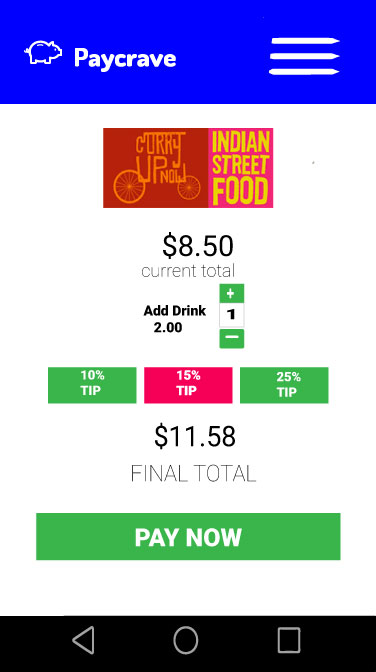 Paycrave
CURRY
UP
NOW
INDIAN
STREET
FOOD
$8.50
current total
+
Add Drink
1
2.00
−
10%
TIP
15%
TIP
25%
TIP
$11.58
FINAL TOTAL
PAY NOW